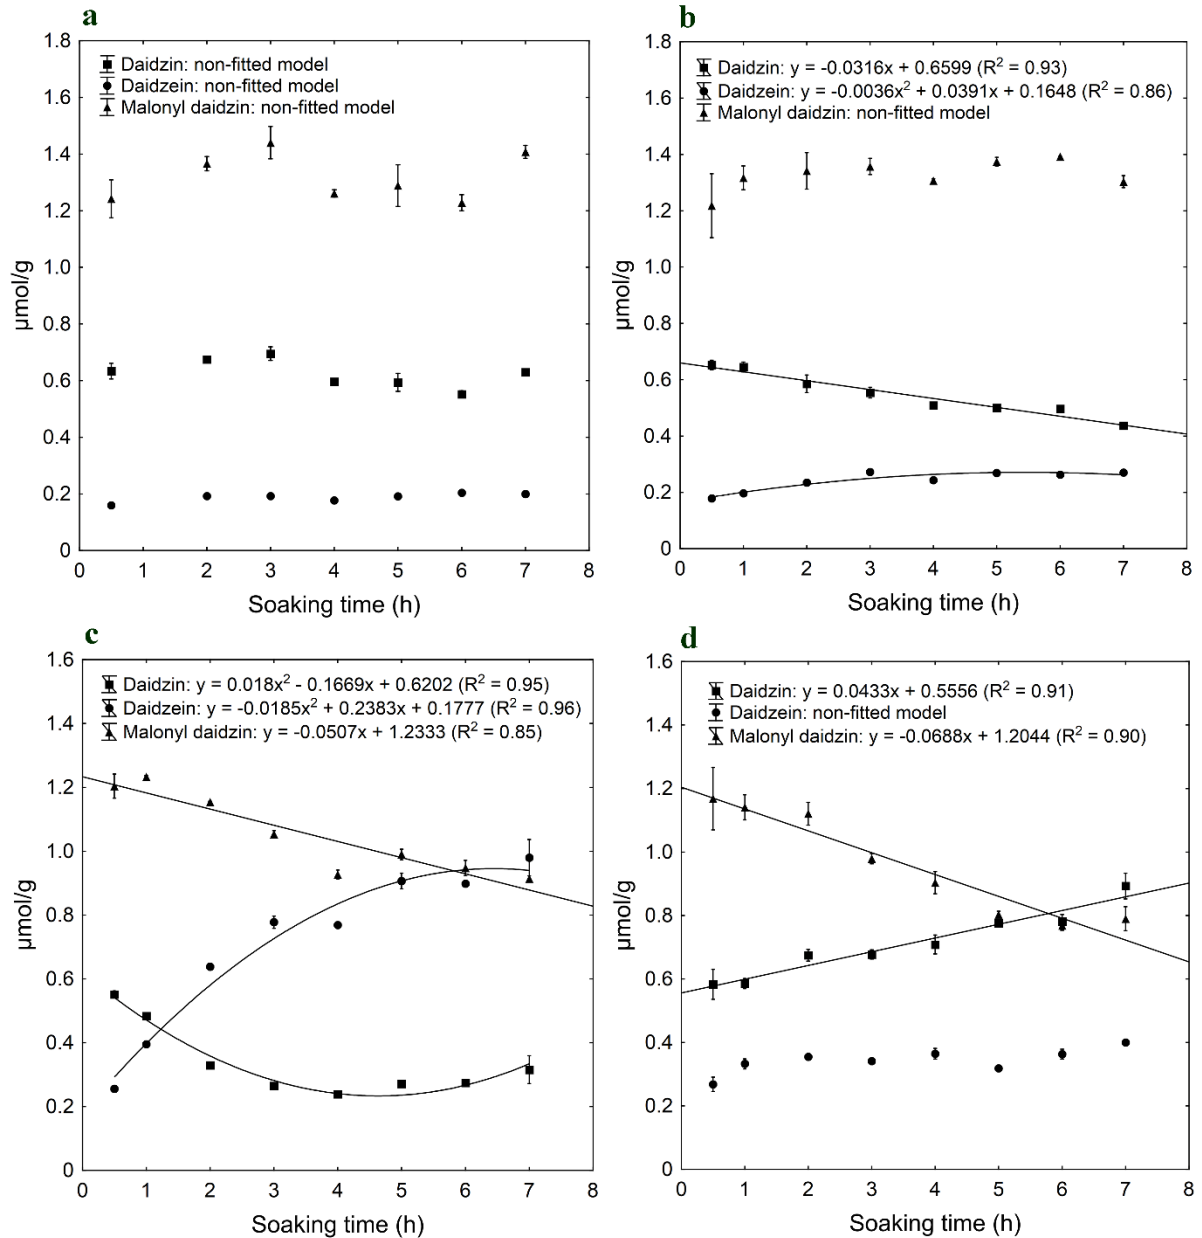 a
1.8
1.6
1.4
1.2
1.0
0.8
0.6
0.4
0.2
0
µmol/g
Daidzin: non-fitted model
Daidzein: non-fitted model
Malonyl daidzin: non-fitted model
0 1 2 3 4 5 6 7 8
Soaking time (h)
b
1.8
1.6
1.4
1.2
1.0
0.8
0.6
0.4
0.2
0
µmol/g
Daidzin: y = -0.0316x + 0.6599 (R² = 0.93)
Daidzein: y = -0.0036x² + 0.0391x + 0.1648 (R² = 0.86)
Malonyl daidzin: non-fitted model
0 1 2 3 4 5 6 7 8
Soaking time (h)
c
1.6
1.4
1.2
1.0
0.8
0.6
0.4
0.2
0
µmol/g
Daidzin: y = 0.018x² - 0.1669x + 0.6202 (R² = 0.95)
Daidzein: y = -0.0185x² + 0.2383x + 0.1777 (R² = 0.96)
Malonyl daidzin: y = -0.0507x + 1.2333 (R² = 0.85)
0 1 2 3 4 5 6 7 8
Soaking time (h)
d
1.6
1.4
1.2
1.0
0.8
0.6
0.4
0.2
0
µmol/g
Daidzin: y = 0.0433x + 0.5556 (R² = 0.91)
Daidzein: non-fitted model
Malonyl daidzin: y = -0.0688x + 1.2044 (R² = 0.90)
0 1 2 3 4 5 6 7 8
Soaking time (h)